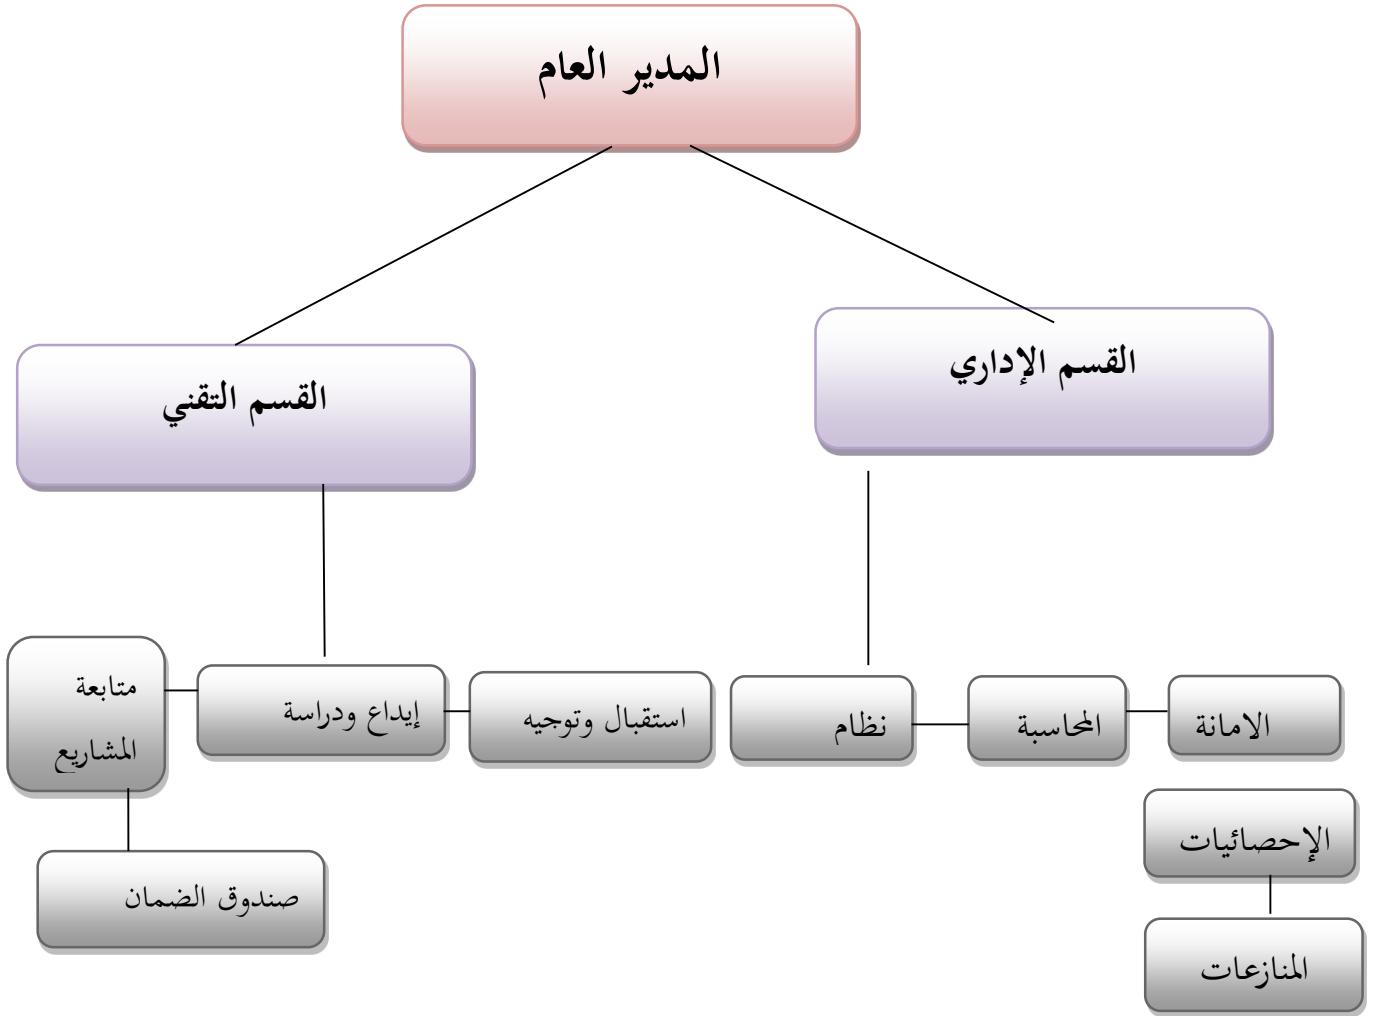 المدير العام
القسم الإداري
القسم التقني
الامانة
المحاسبة
نظام
استقبال وتوجيه
إيداع ودراسة
متابعة
المشاريع
الإحصائيات
صندوق الضمان
المنازعات